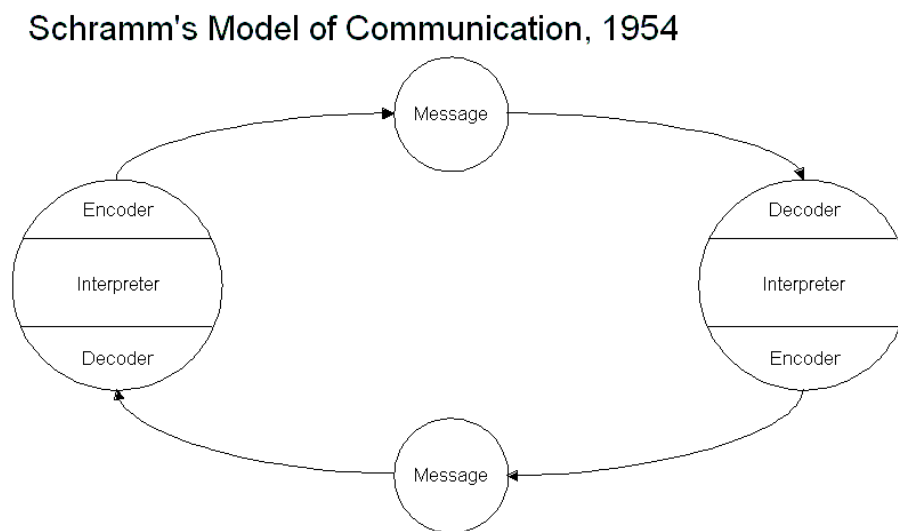 Schramm's Model of Communication, 1954
Message
Encoder
Interpreter
Decoder
Decoder
Interpreter
Encoder
Message